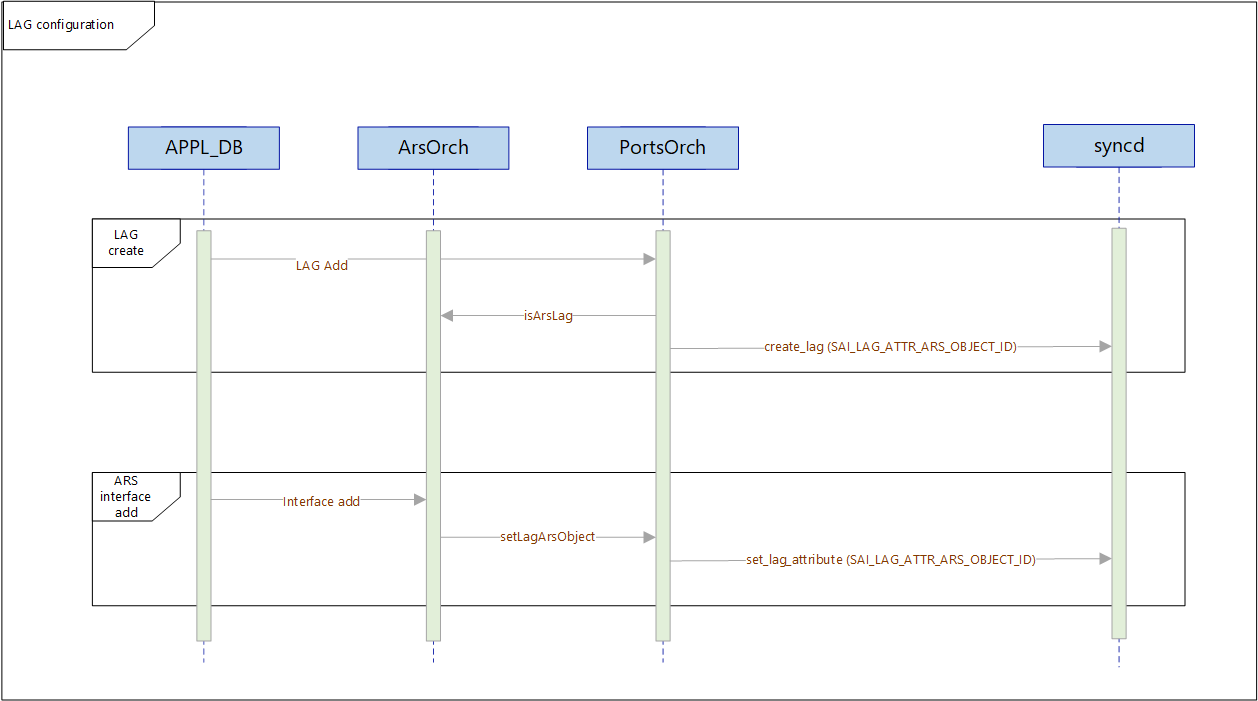 LAG configuration
APPL_DB
ArsOrch
PortsOrch
syncd
LAG
create
LAG Add
isArsLag
create_lag (SAI_LAG_ATTR_ARS_OBJECT_ID)
ARS
interface
add
Interface add
setLagArsObject
set_lag_attribute (SAI_LAG_ATTR_ARS_OBJECT_ID)